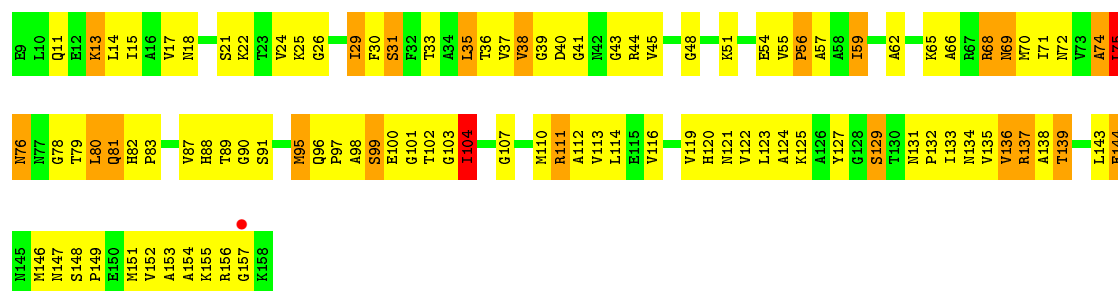 E9 L10 Q11 E12 K13 L14 I15 A16 V17 N18 S21 K22 T23 V24 K25 G26 I29 F30 S31 F32 T33 A34 L35 T36 V37 V38 G39 D40 G41 N42 G43 R44 V45 G48 K51 E54 V55 P56 A57 A58 I59 A62 K65 A66 R67 R68 N69 M70 I71 N72 V73 A74 L75
N76 N77 G78 T79 L80 Q81 H82 P83 V87 H88 T89 G90 S91 M95 Q96 P97 A98 S99 E100 G101 T102 G103 I104 G107 M110 R111 A112 V113 L114 E115 V116 V119 H120 N121 V122 L123 A124 K125 A126 Y127 G128 S129 T130 N131 P132 I133 N134 V135 V136 R137 A138 T139 L143 E144
N145 M146 N147 S148 P149 E150 M151 V152 A153 A154 K155 R156 G157 K158